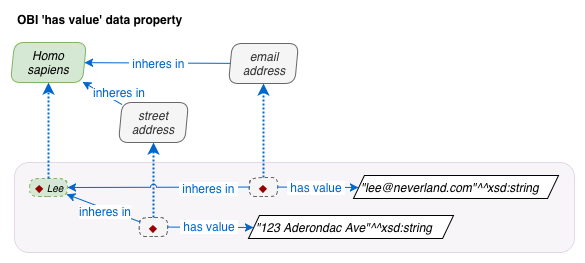 OBI 'has value' data property
Homo
sapiens
inheres in
email
address
inheres in
street
address
Lee
inheres in
has value
"lee@neverland.com"^^xsd:string
inheres in
has value
"123 Aderondac Ave"^^xsd:string